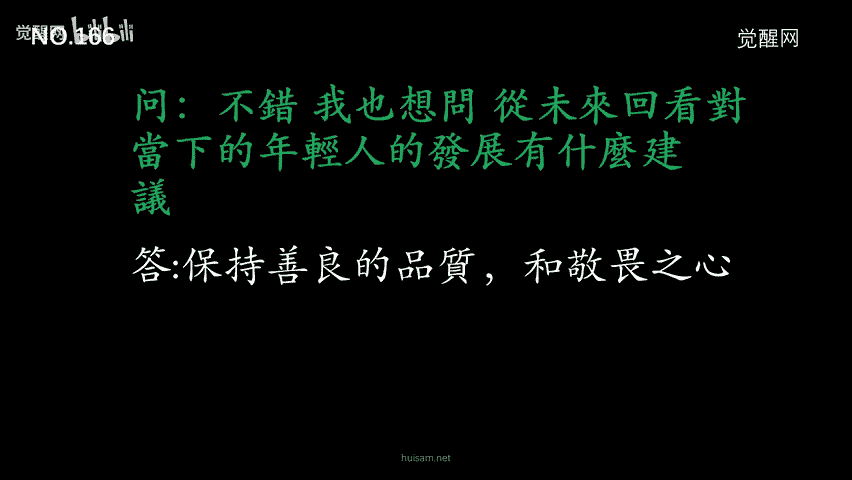 觉醒网
NO.166
觉醒网
问：不錯 我也想問 從未來回看對
當下的年輕人的發展有什麼建
議
答:保持善良的品質，和敬畏之心
huisam.net